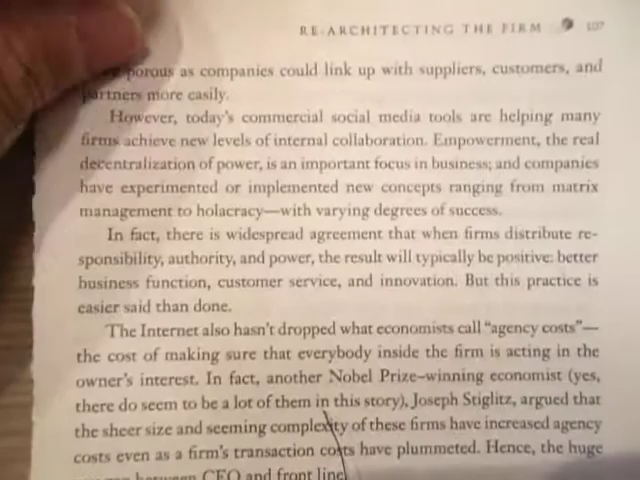 RE-ARCHITECTING THE FIRM 107
porous as companies could link up with suppliers, customers, and
partners more easily.
However, today's commercial social media tools are helping many
firms achieve new levels of internal collaboration. Empowerment, the real
decentralization of power, is an important focus in business; and companies
have experimented or implemented new concepts ranging from matrix
management to holacracy—with varying degrees of success.
In fact, there is widespread agreement that when firms distribute re-
sponsibility, authority, and power, the result will typically be positive: better
business function, customer service, and innovation. But this practice is
easier said than done.
The Internet also hasn't dropped what economists call "agency costs"—
the cost of making sure that everybody inside the firm is acting in the
owner's interest. In fact, another Nobel Prize–winning economist (yes,
there do seem to be a lot of them in this story), Joseph Stiglitz, argued that
the sheer size and seeming complexity of these firms have increased agency
costs even as a firm's transaction costs have plummeted. Hence, the huge
between CEO and front line